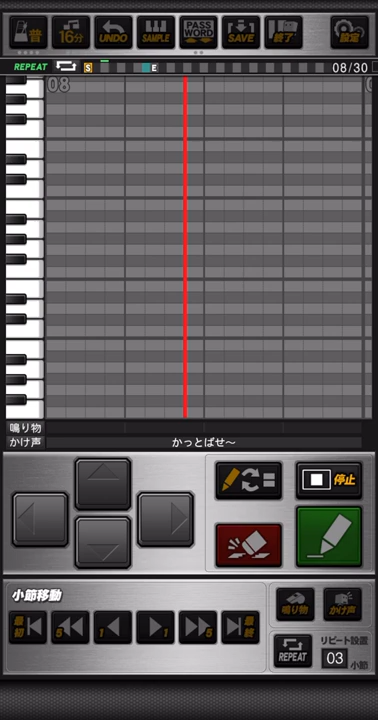 普 16分 UNDO SAMPLE PASS WORD SAVE 終了 設定
REPEAT S E 08/30
08
鳴り物
かけ声 かっとばせ～
停止
小節移動
最初 5 1 1 5 最終
鳴り物 かけ声
リピート設置
REPEAT 03 小節